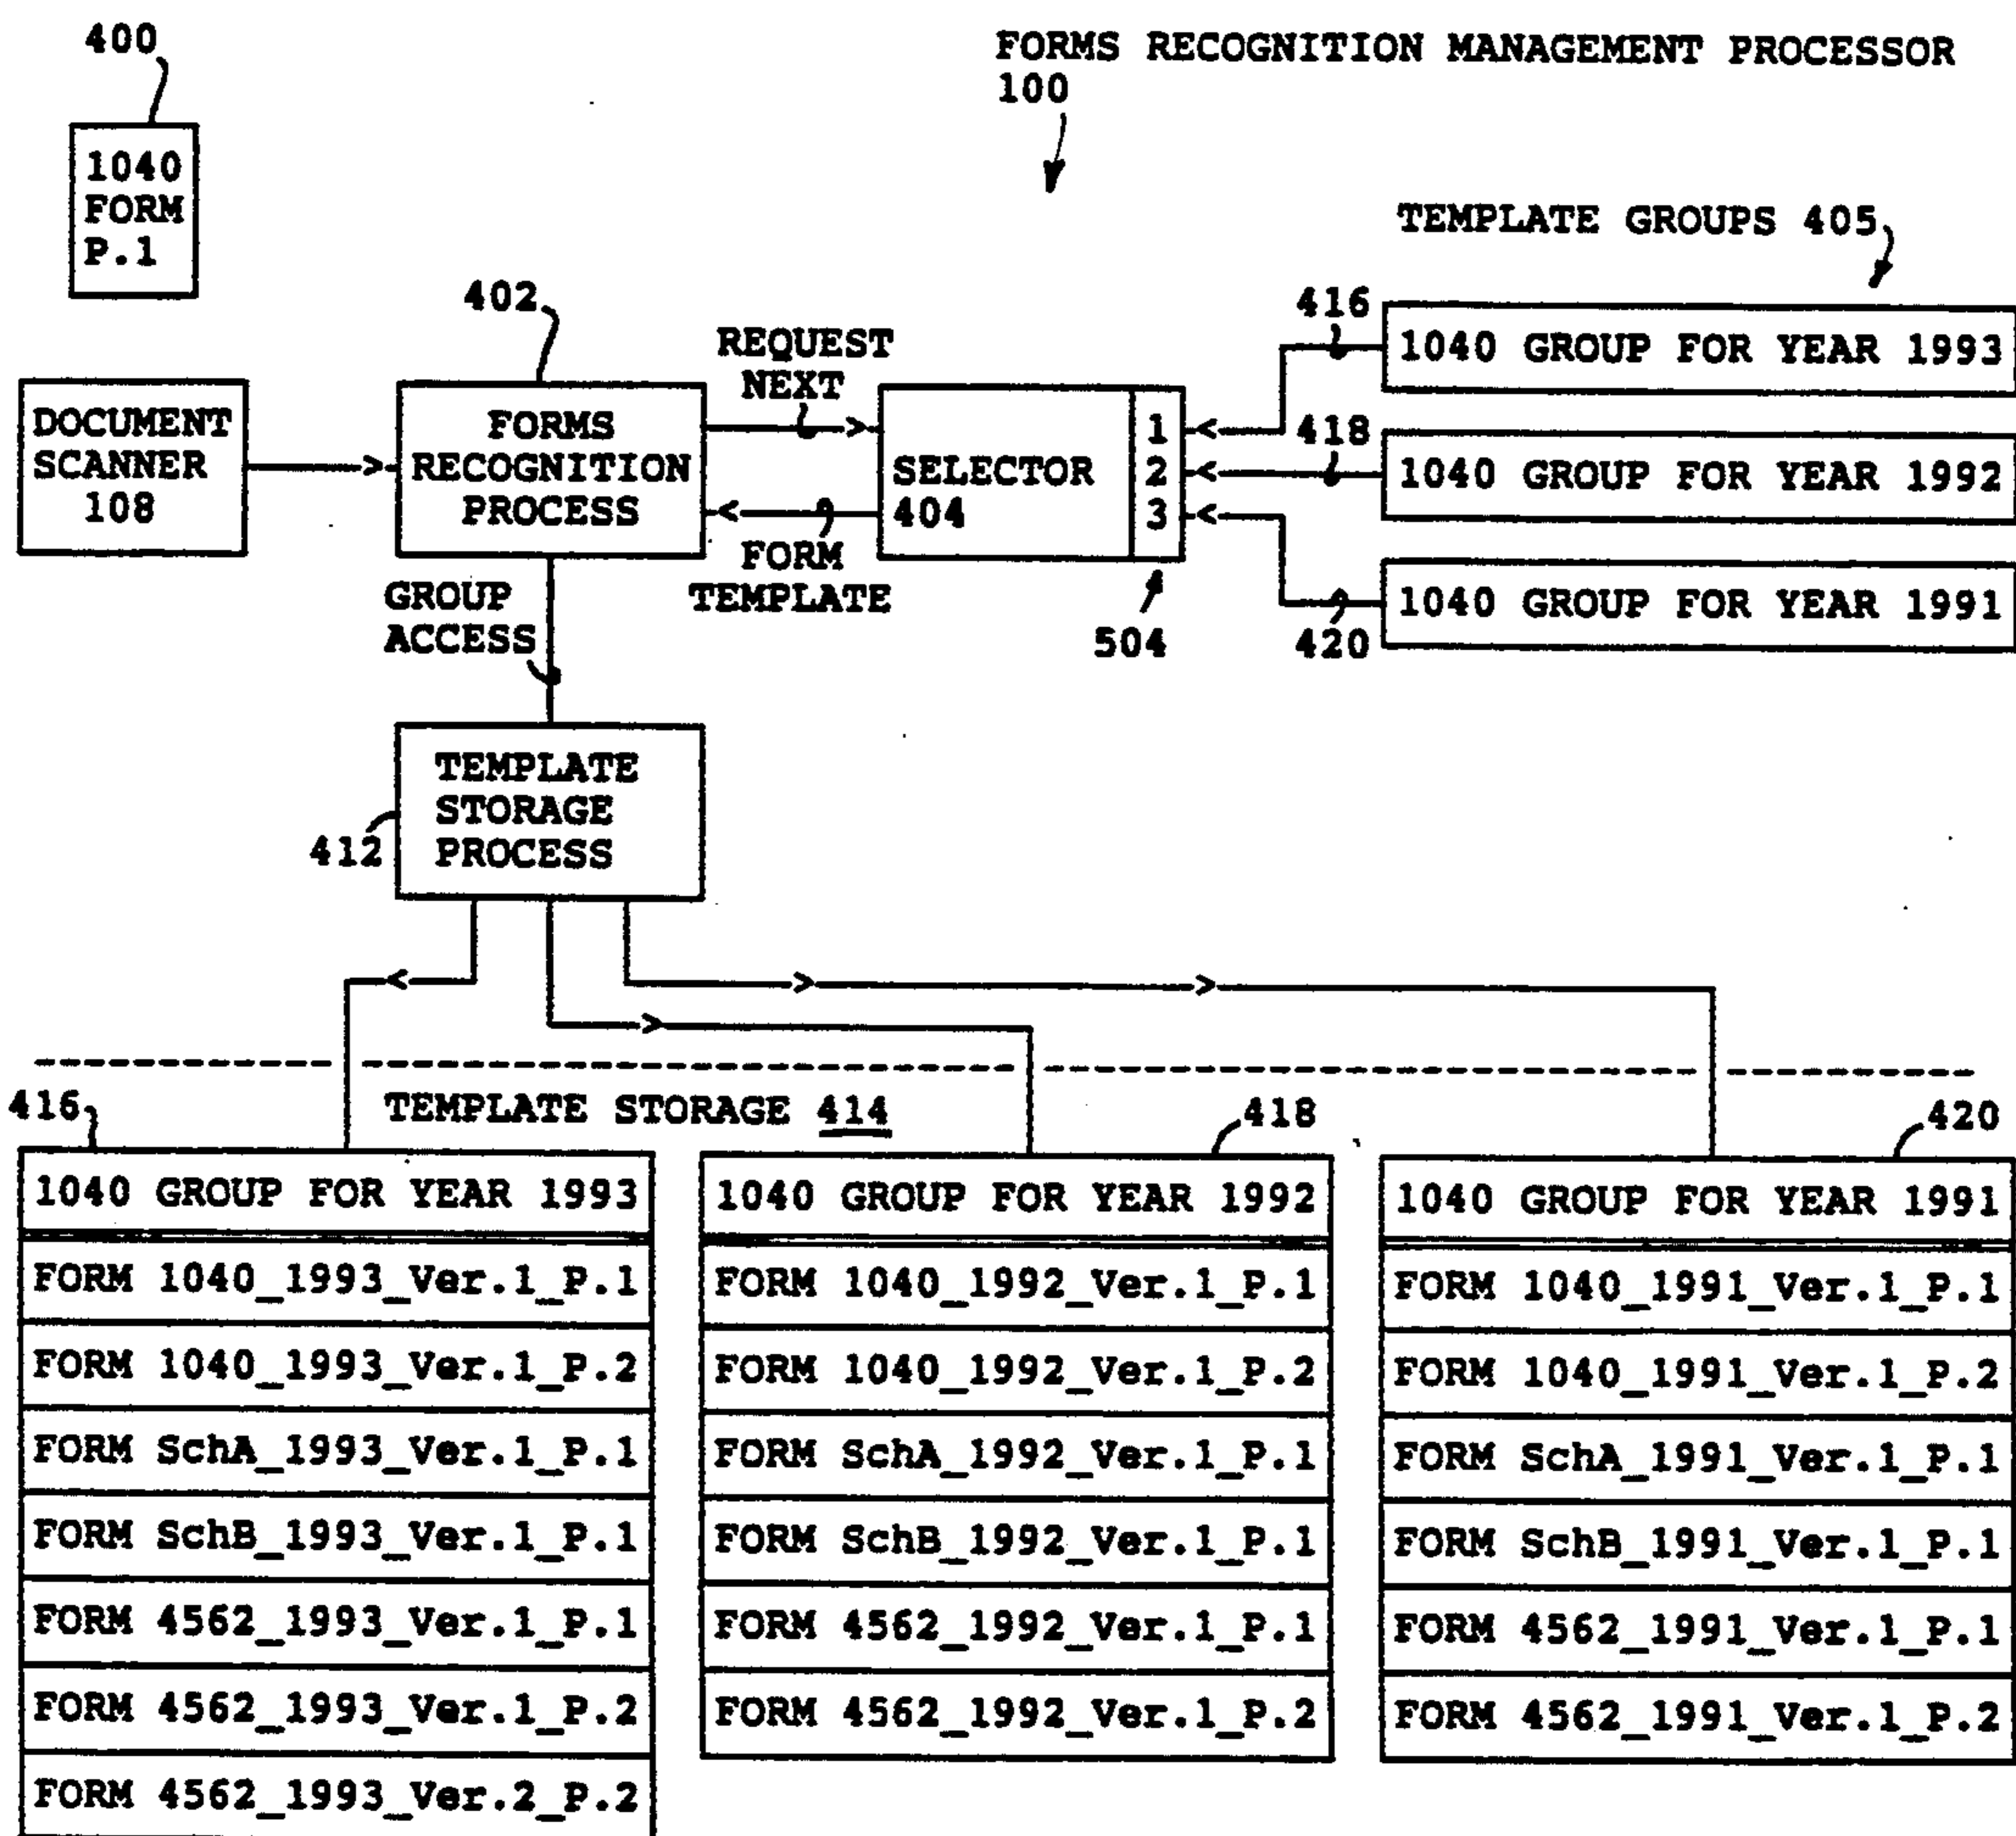 400
FORMS RECOGNITION MANAGEMENT PROCESSOR
100
1040
FORM
P.1
TEMPLATE GROUPS 405
402
REQUEST
NEXT
416
1040 GROUP FOR YEAR 1993
DOCUMENT
SCANNER
108
FORMS
RECOGNITION
PROCESS
SELECTOR
404
1
2
3
418
1040 GROUP FOR YEAR 1992
FORM
TEMPLATE
504
420
1040 GROUP FOR YEAR 1991
GROUP
ACCESS
TEMPLATE
STORAGE
PROCESS
412
TEMPLATE STORAGE 414
416
1040 GROUP FOR YEAR 1993
FORM 1040_1993_Ver.1_P.1
FORM 1040_1993_Ver.1_P.2
FORM SchA_1993_Ver.1_P.1
FORM SchB_1993_Ver.1_P.1
FORM 4562_1993_Ver.1_P.1
FORM 4562_1993_Ver.1_P.2
FORM 4562_1993_Ver.2_P.2
418
1040 GROUP FOR YEAR 1992
FORM 1040_1992_Ver.1_P.1
FORM 1040_1992_Ver.1_P.2
FORM SchA_1992_Ver.1_P.1
FORM SchB_1992_Ver.1_P.1
FORM 4562_1992_Ver.1_P.1
FORM 4562_1992_Ver.1_P.2
420
1040 GROUP FOR YEAR 1991
FORM 1040_1991_Ver.1_P.1
FORM 1040_1991_Ver.1_P.2
FORM SchA_1991_Ver.1_P.1
FORM SchB_1991_Ver.1_P.1
FORM 4562_1991_Ver.1_P.1
FORM 4562_1991_Ver.1_P.2